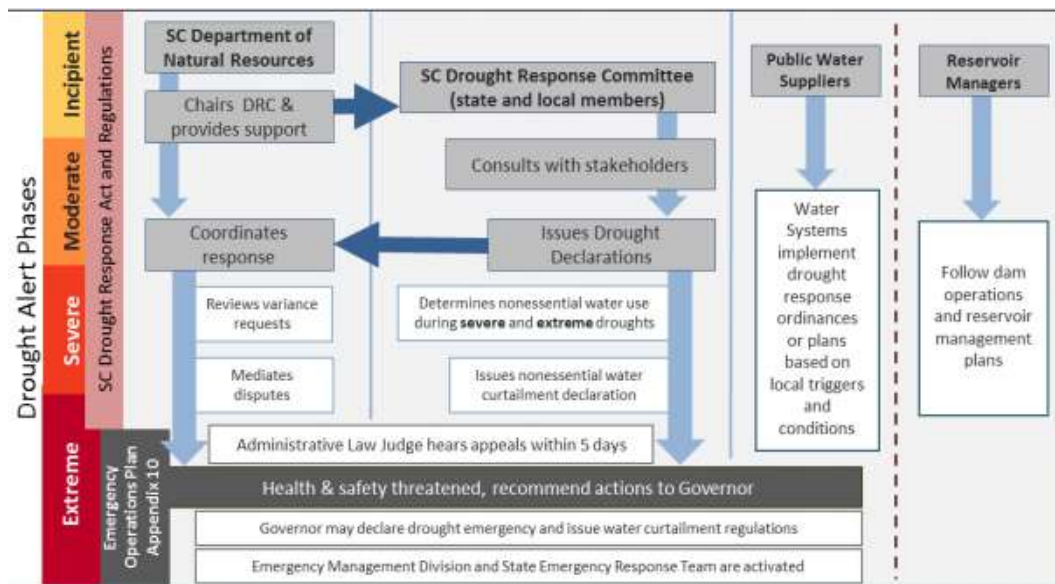 Drought Alert Phases
Incipient
Moderate
Severe
Extreme
SC Drought Response Act and Regulations
Emergency
Operations Plan
Appendix 10
SC Department of
Natural Resources
Chairs DRC &
provides support
Coordinates
response
Reviews variance
requests
Mediates
disputes
SC Drought Response Committee
(state and local members)
Consults with stakeholders
Issues Drought
Declarations
Determines nonessential water use
during severe and extreme droughts
Issues nonessential water
curtailment declaration
Administrative Law Judge hears appeals within 5 days
Health & safety threatened, recommend actions to Governor
Governor may declare drought emergency and issue water curtailment regulations
Emergency Management Division and State Emergency Response Team are activated
Public Water
Suppliers
Water
Systems
implement
drought
response
ordinances
or plans
based on
local triggers
and
conditions
Reservoir
Managers
Follow dam
operations
and reservoir
management
plans